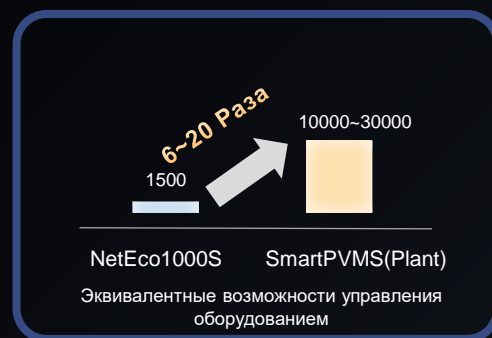 6~20 Раза
10000~30000
1500
NetEco1000S
SmartPVMS(Plant)
Эквивалентные возможности управления
оборудованием